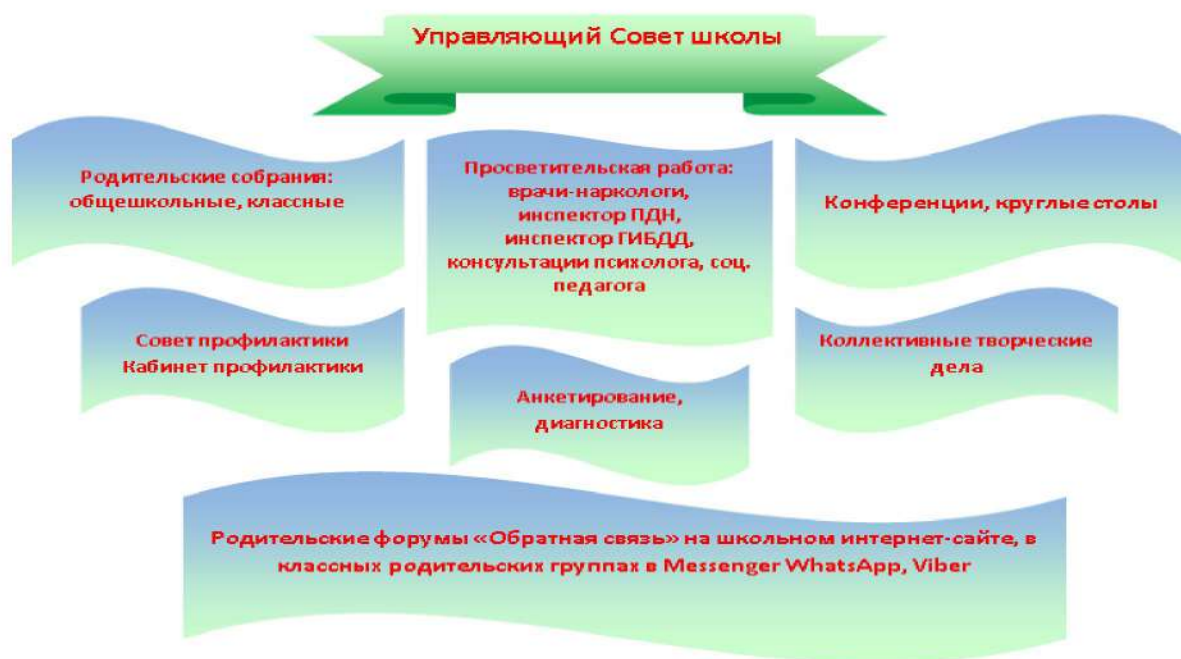 Управляющий Совет школы
Родительские собрания:
общешкольные, классные
Просветительская работа:
врачи-наркологи,
инспектор ПДН,
инспектор ГИБДД,
консультации психолога, соц.
педагога
Конференции, круглые столы
Совет профилактики
Кабинет профилактики
Анкетирование,
диагностика
Коллективные творческие
дела
Родительские форумы «Обратная связь» на школьном интернет-сайте, в
классных родительских группах в Messenger WhatsApp, Viber